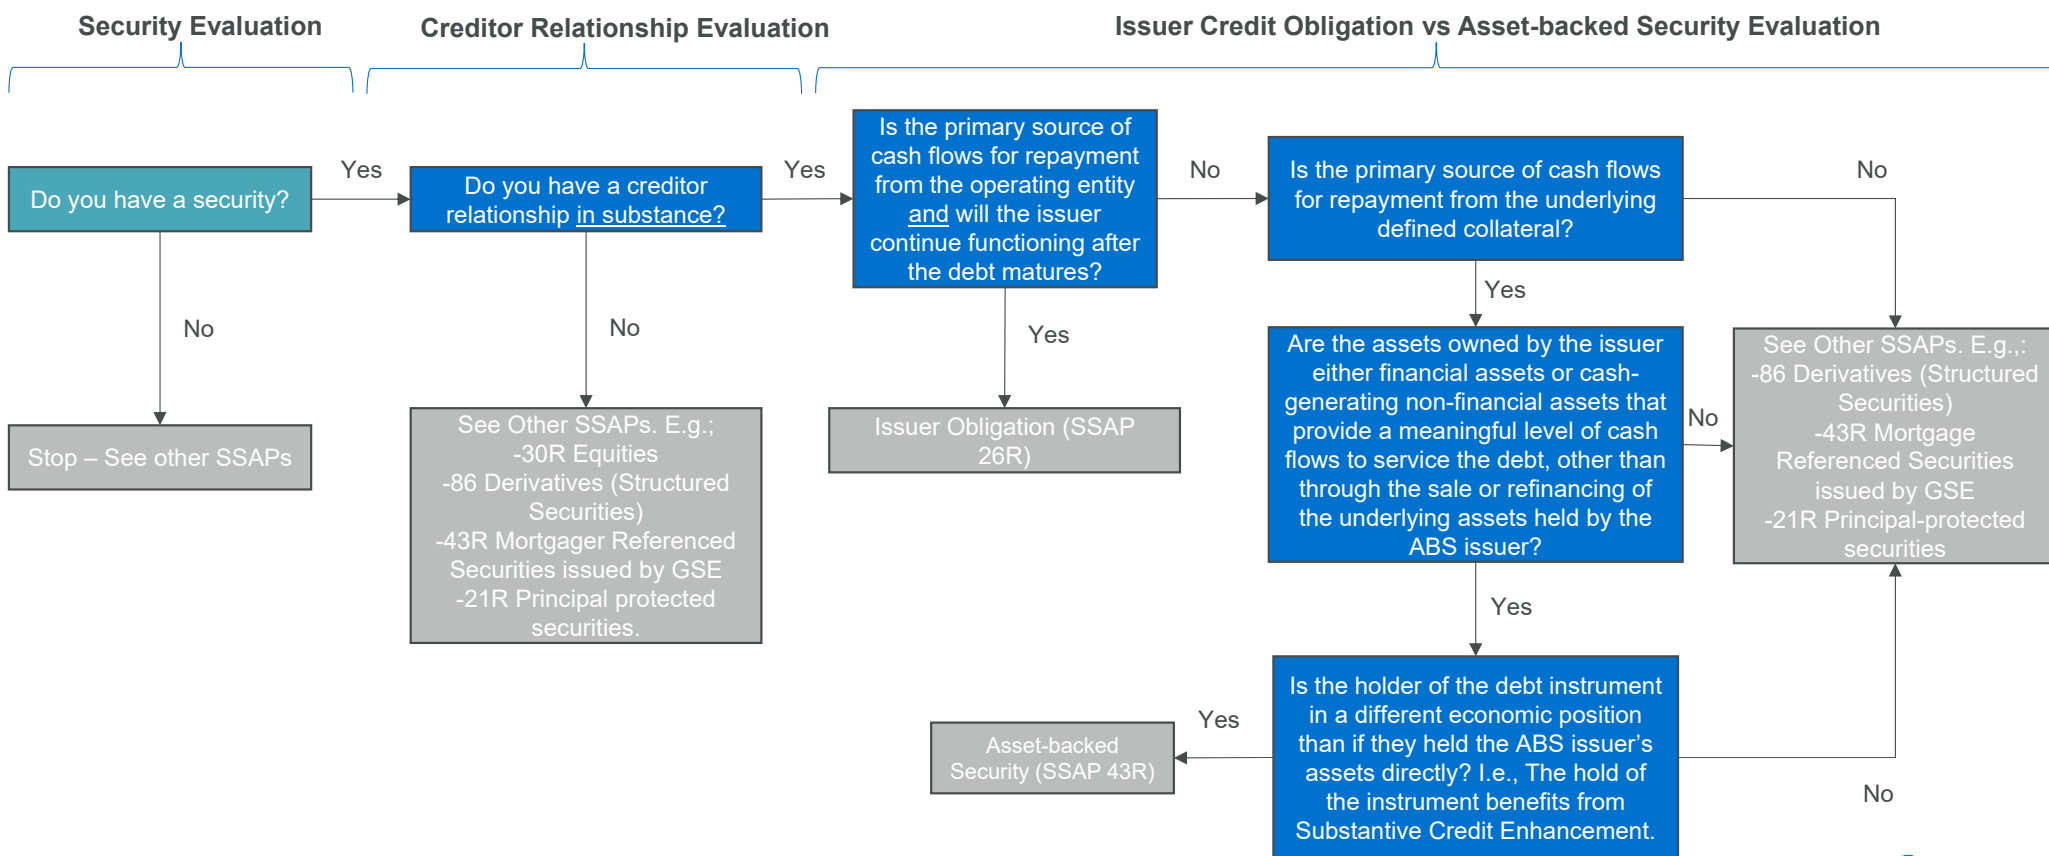 Security Evaluation
Creditor Relationship Evaluation
Issuer Credit Obligation vs Asset-backed Security Evaluation
Do you have a security?
Yes
No
Stop – See other SSAPs
Do you have a creditor
relationship in substance?
Yes
No
See Other SSAPs. E.g.;
-30R Equities
-86 Derivatives (Structured
Securities)
-43R Mortgager Referenced
Securities issued by GSE
-21R Principal protected
securities.
Is the primary source of
cash flows for repayment
from the operating entity
and will the issuer
continue functioning after
the debt matures?
No
Yes
Issuer Obligation (SSAP
26R)
Is the primary source of cash flows
for repayment from the underlying
defined collateral?
No
Yes
Are the assets owned by the issuer
either financial assets or cash-
generating non-financial assets that
provide a meaningful level of cash
flows to service the debt, other than
through the sale or refinancing of
the underlying assets held by the
ABS issuer?
No
Yes
See Other SSAPs. E.g.,:
-86 Derivatives (Structured
Securities)
-43R Mortgage
Referenced Securities
issued by GSE
-21R Principal-protected
securities
Is the holder of the debt instrument
in a different economic position
than if they held the ABS issuer’s
assets directly? I.e., The hold of
the instrument benefits from
Substantive Credit Enhancement.
Yes
No
Asset-backed
Security (SSAP 43R)